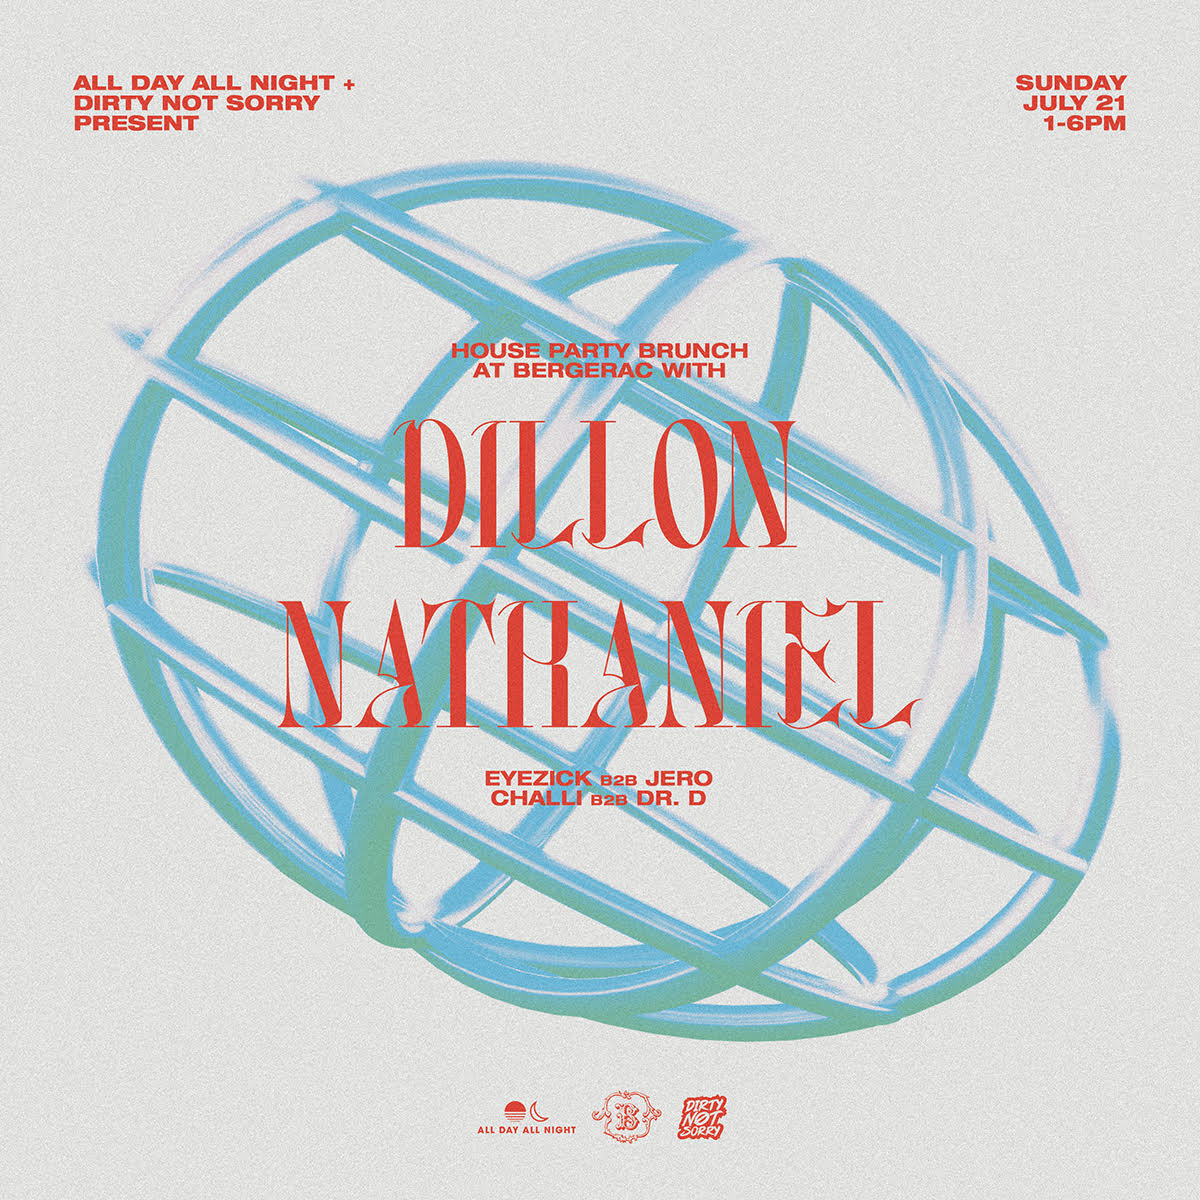 ALL DAY ALL NIGHT +
DIRTY NOT SORRY
PRESENT
SUNDAY
JULY 21
1-6PM
HOUSE PARTY BRUNCH
AT BERGERAC WITH
DILLON
NATHANIEL
EYEZICK B2B JERO
CHALLI B2B DR. D
ALL DAY ALL NIGHT
B
DIRTY
NØT
SORRY